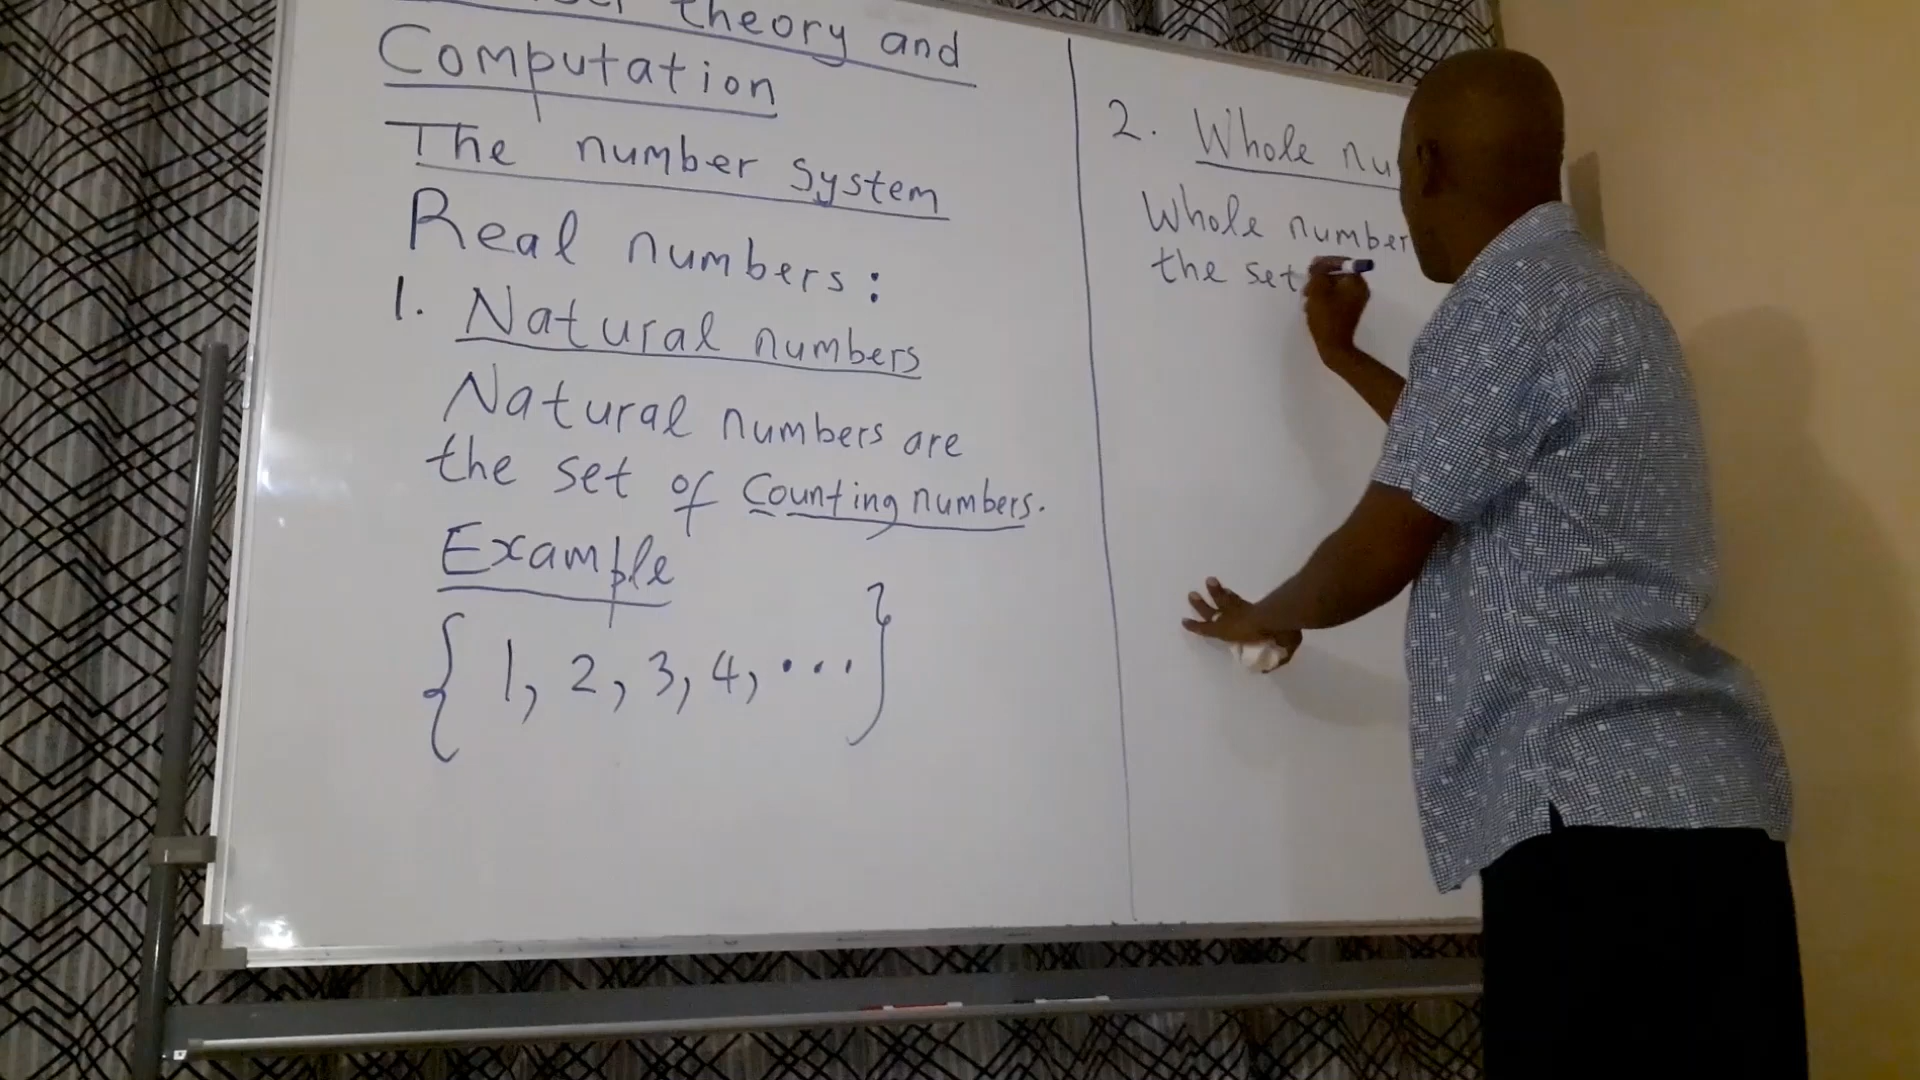 theory and
Computation
The number system
Real numbers:
1. Natural numbers
Natural numbers are
the set of Counting numbers.
Example
{ 1, 2, 3, 4, ... }
2. Whole nu
Whole number
the set